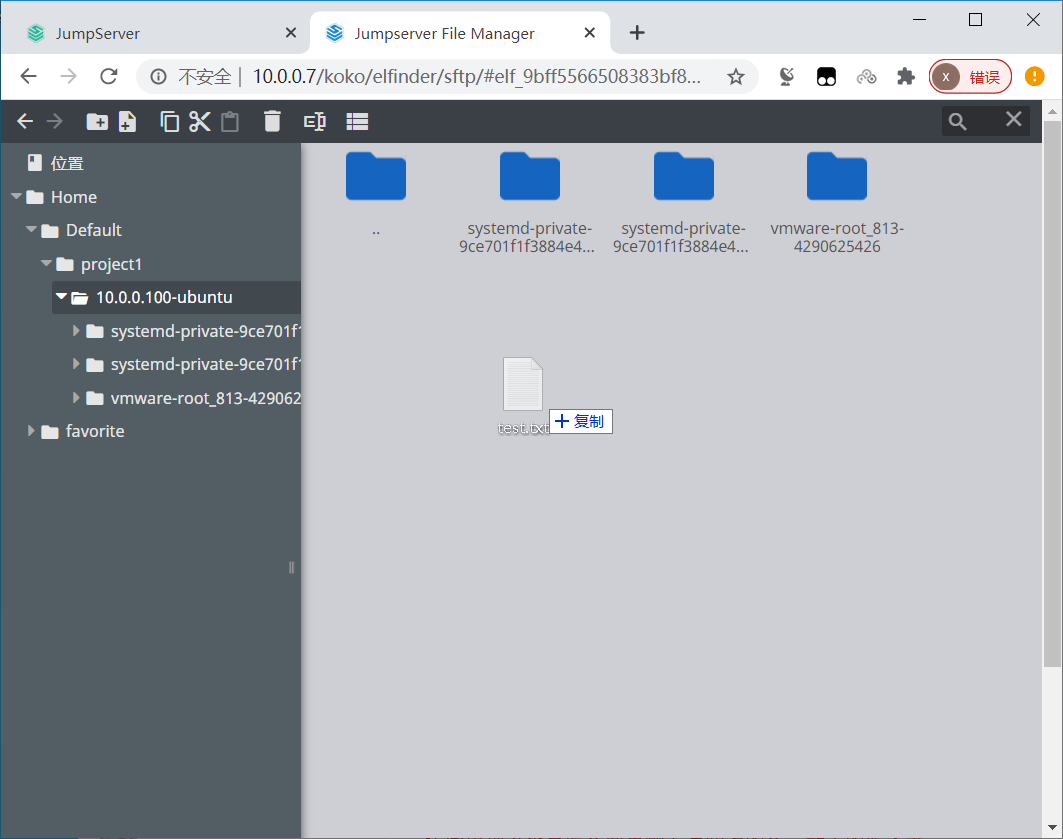 JumpServer
Jumpserver File Manager
不安全
10.0.0.7/koko/elfinder/sftp/#elf_9bff5566508383bf8...
x
错误
位置
Home
Default
project1
10.0.0.100-ubuntu
systemd-private-9ce701f1
systemd-private-9ce701f1
vmware-root_813-429062
favorite
..
systemd-private-
9ce701f1f3884e4...
systemd-private-
9ce701f1f3884e4...
vmware-root_813-
4290625426
test.txt
复制